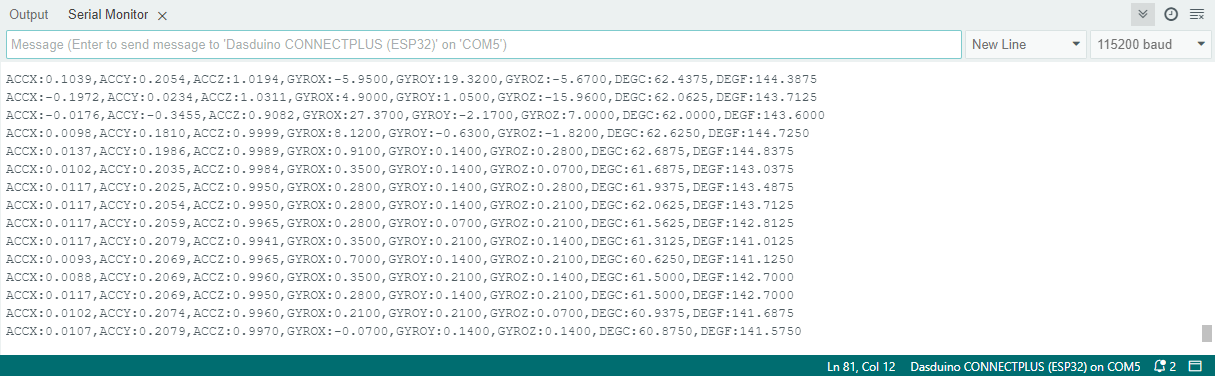 Output Serial Monitor
Message (Enter to send message to 'Dasduino CONNECTPLUS (ESP32)' on 'COM5') New Line 115200 baud
ACCX:0.1039,ACCY:0.2054,ACCZ:1.0194,GYROX:-5.9500,GYROY:19.3200,GYROZ:-5.6700,DEGC:62.4375,DEGF:144.3875
ACCX:-0.1972,ACCY:0.0234,ACCZ:1.0311,GYROX:4.9000,GYROY:1.0500,GYROZ:-15.9600,DEGC:62.0625,DEGF:143.7125
ACCX:-0.0176,ACCY:-0.3455,ACCZ:0.9082,GYROX:27.3700,GYROY:-2.1700,GYROZ:7.0000,DEGC:62.0000,DEGF:143.6000
ACCX:0.0098,ACCY:0.1810,ACCZ:0.9999,GYROX:8.1200,GYROY:-0.6300,GYROZ:-1.8200,DEGC:62.6250,DEGF:144.7250
ACCX:0.0137,ACCY:0.1986,ACCZ:0.9989,GYROX:0.9100,GYROY:0.1400,GYROZ:0.2800,DEGC:62.6875,DEGF:144.8375
ACCX:0.0102,ACCY:0.2035,ACCZ:0.9984,GYROX:0.3500,GYROY:0.1400,GYROZ:0.0700,DEGC:61.6875,DEGF:143.0375
ACCX:0.0117,ACCY:0.2025,ACCZ:0.9950,GYROX:0.2800,GYROY:0.1400,GYROZ:0.2800,DEGC:61.9375,DEGF:143.4875
ACCX:0.0117,ACCY:0.2054,ACCZ:0.9950,GYROX:0.2800,GYROY:0.1400,GYROZ:0.2100,DEGC:62.0625,DEGF:143.7125
ACCX:0.0117,ACCY:0.2059,ACCZ:0.9965,GYROX:0.2800,GYROY:0.0700,GYROZ:0.2100,DEGC:61.5625,DEGF:142.8125
ACCX:0.0117,ACCY:0.2079,ACCZ:0.9941,GYROX:0.3500,GYROY:0.2100,GYROZ:0.1400,DEGC:61.3125,DEGF:141.0125
ACCX:0.0093,ACCY:0.2069,ACCZ:0.9965,GYROX:0.7000,GYROY:0.1400,GYROZ:0.2100,DEGC:60.6250,DEGF:141.1250
ACCX:0.0088,ACCY:0.2069,ACCZ:0.9960,GYROX:0.3500,GYROY:0.2100,GYROZ:0.1400,DEGC:61.5000,DEGF:142.7000
ACCX:0.0117,ACCY:0.2069,ACCZ:0.9950,GYROX:0.2800,GYROY:0.1400,GYROZ:0.2100,DEGC:61.5000,DEGF:142.7000
ACCX:0.0102,ACCY:0.2074,ACCZ:0.9960,GYROX:0.2100,GYROY:0.2100,GYROZ:0.0700,DEGC:60.9375,DEGF:141.6875
ACCX:0.0107,ACCY:0.2079,ACCZ:0.9970,GYROX:-0.0700,GYROY:0.1400,GYROZ:0.1400,DEGC:60.8750,DEGF:141.5750
Ln 81, Col 12 Dasduino CONNECTPLUS (ESP32) on COM5 2